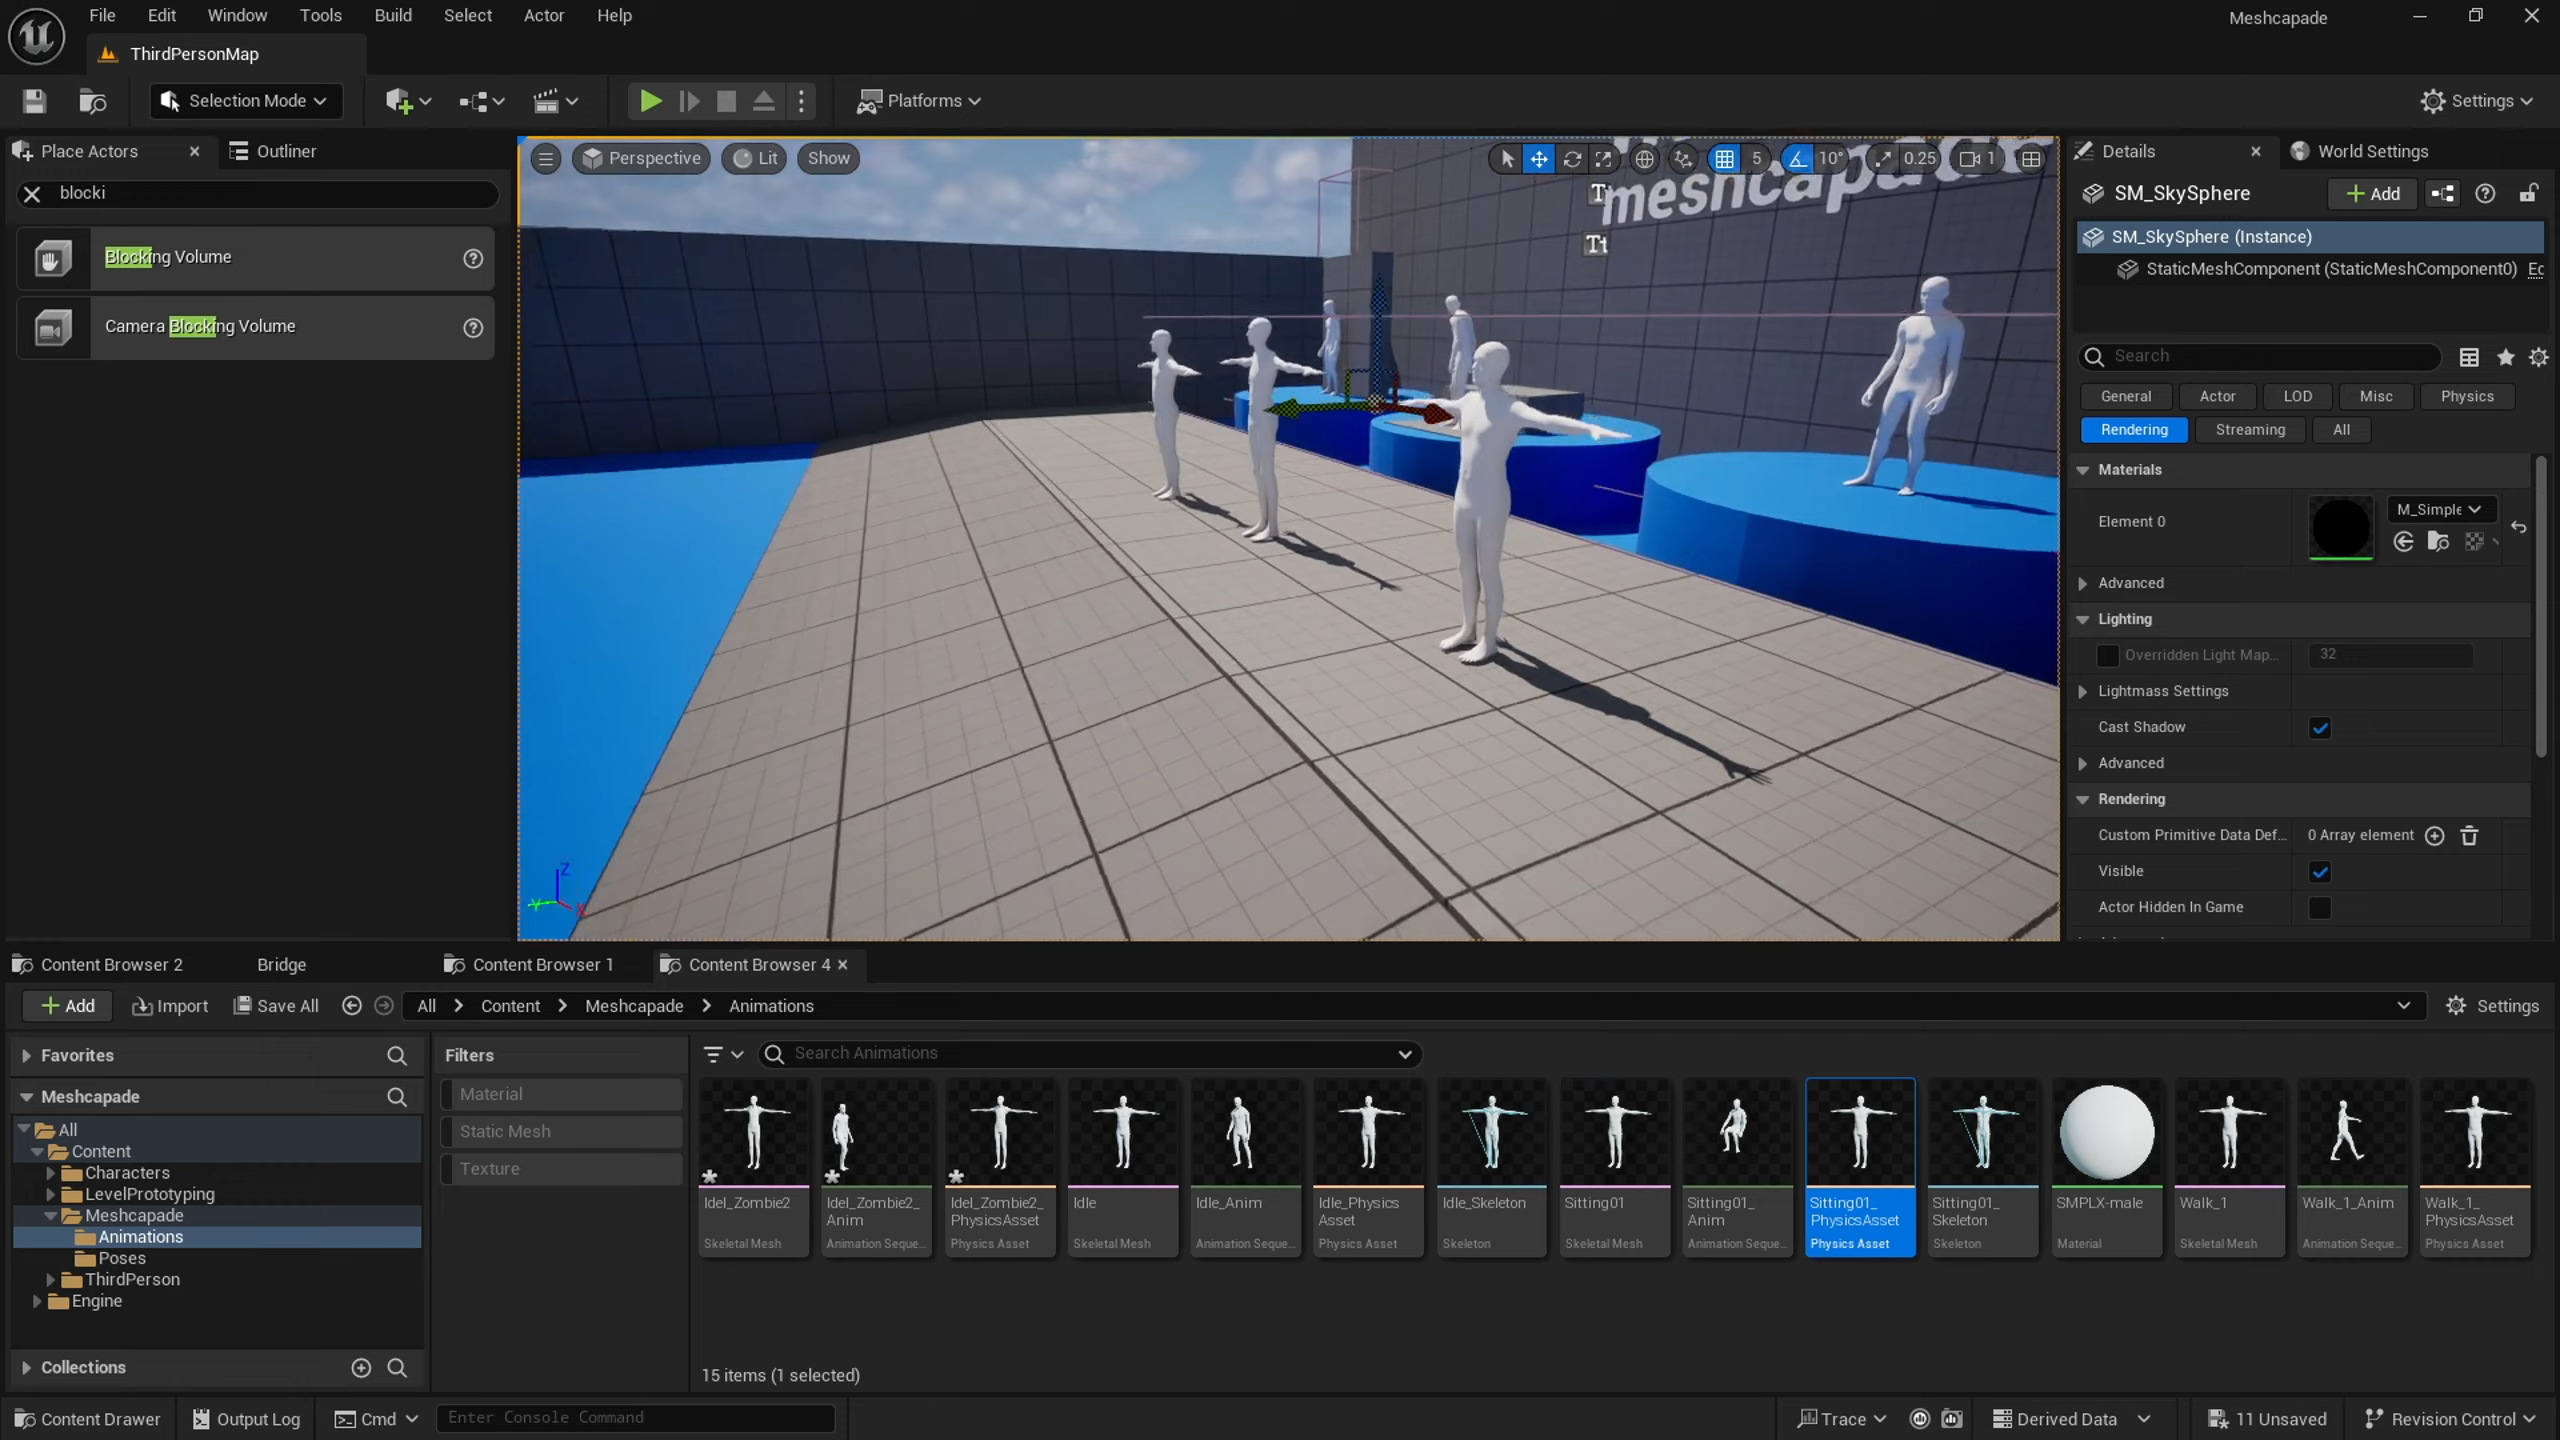 File Edit Window Tools Build Select Actor Help
Meshcapade
ThirdPersonMap
Selection Mode
Platforms
Settings
Place Actors
Outliner
blocki
Blocking Volume
Camera Blocking Volume
Perspective
Lit
Show
5
10°
0.25
1
meshcapade
Details
World Settings
SM_SkySphere
Add
SM_SkySphere (Instance)
StaticMeshComponent (StaticMeshComponent0)
Search
General Actor LOD Misc Physics
Rendering Streaming All
Materials
Element 0
M_Simple
Advanced
Lighting
Overridden Light Map...
32
Lightmass Settings
Cast Shadow
Advanced
Rendering
Custom Primitive Data Def...
0 Array element
Visible
Actor Hidden In Game
Z
Y
X
Content Browser 2
Bridge
Content Browser 1
Content Browser 4
Add
Import
Save All
All > Content > Meshcapade > Animations
Settings
Favorites
Meshcapade
All
Content
Characters
LevelPrototyping
Meshcapade
Animations
Poses
ThirdPerson
Engine
Collections
Filters
Material
Static Mesh
Texture
Search Animations
Idel_Zombie2
Skeletal Mesh
Idel_Zombie2_
Anim
Animation Seque...
Idel_Zombie2_
PhysicsAsset
Physics Asset
Idle
Skeletal Mesh
Idle_Anim
Animation Seque...
Idle_Physics
Asset
Physics Asset
Idle_Skeleton
Skeleton
Sitting01
Skeletal Mesh
Sitting01_
Anim
Animation Seque...
Sitting01_
PhysicsAsset
Physics Asset
Sitting01_
Skeleton
Skeleton
SMPLX-male
Material
Walk_1
Skeletal Mesh
Walk_1_Anim
Animation Seque...
Walk_1_
PhysicsAsset
Physics Asset
15 items (1 selected)
Content Drawer
Output Log
Cmd
Enter Console Command
Trace
Derived Data
11 Unsaved
Revision Control